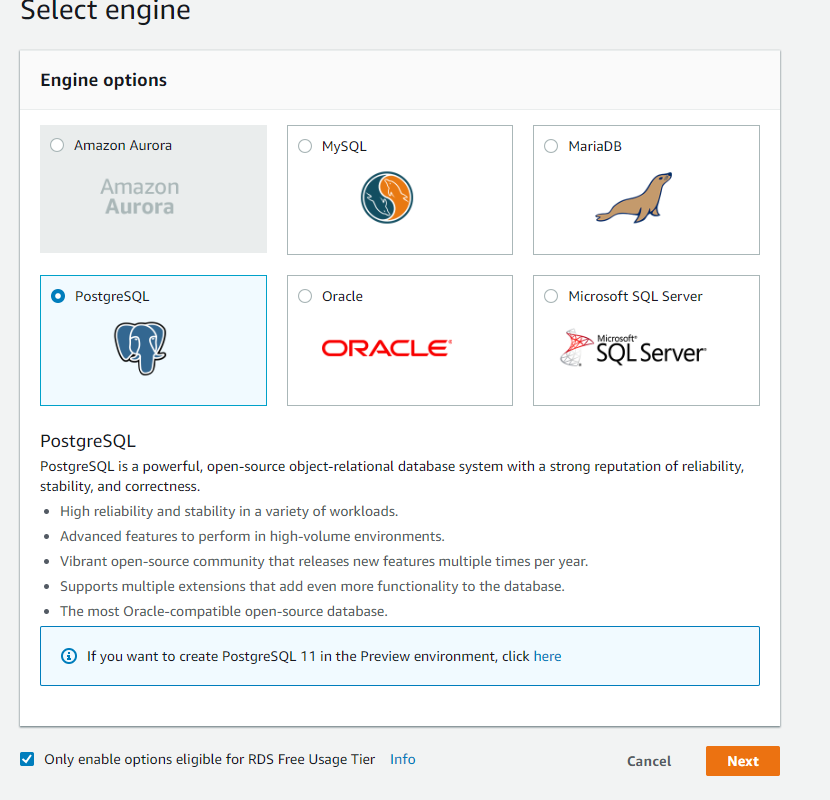 Select engine
Engine options
Amazon Aurora
Amazon
Aurora
MySQL
MariaDB
PostgreSQL
Oracle
ORACLE®
Microsoft SQL Server
Microsoft®
SQL Server®
PostgreSQL
PostgreSQL is a powerful, open-source object-relational database system with a strong reputation of reliability,
stability, and correctness.
• High reliability and stability in a variety of workloads.
• Advanced features to perform in high-volume environments.
• Vibrant open-source community that releases new features multiple times per year.
• Supports multiple extensions that add even more functionality to the database.
• The most Oracle-compatible open-source database.
If you want to create PostgreSQL 11 in the Preview environment, click here
Only enable options eligible for RDS Free Usage Tier Info
Cancel
Next